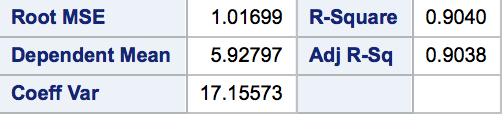 Root MSE 1.01699 R-Square 0.9040
Dependent Mean 5.92797 Adj R-Sq 0.9038
Coeff Var 17.15573